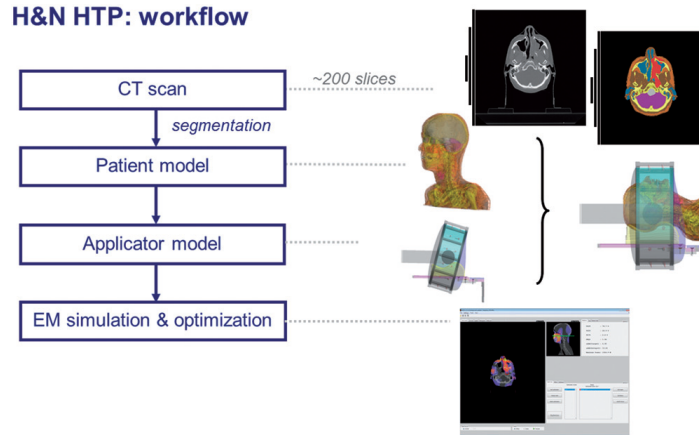 H&N HTP: workflow
CT scan
~200 slices
segmentation
Patient model
Applicator model
EM simulation & optimization